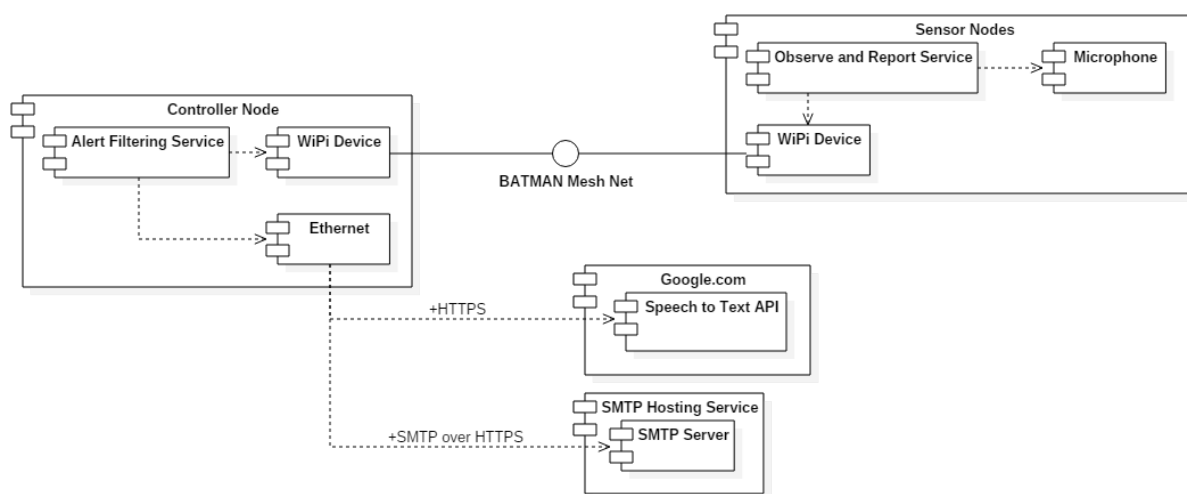 Sensor Nodes
Observe and Report Service
Microphone
Controller Node
Alert Filtering Service
WiPi Device
WiPi Device
BATMAN Mesh Net
Ethernet
Google.com
+HTTPS
Speech to Text API
SMTP Hosting Service
+SMTP over HTTPS
SMTP Server